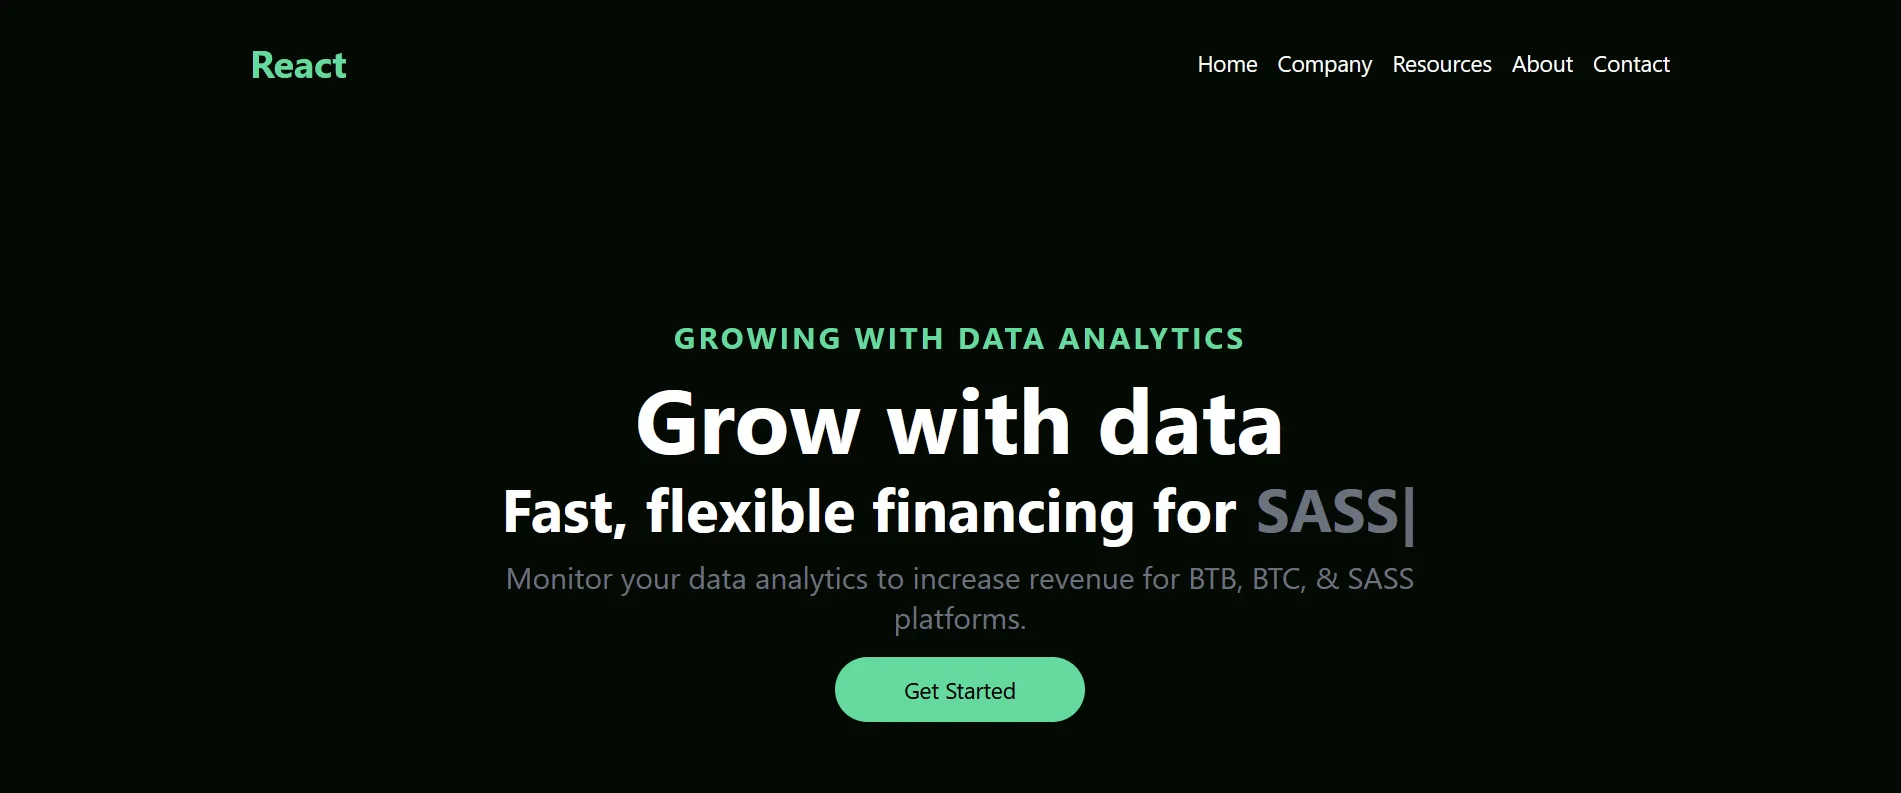 React
Home Company Resources About Contact
GROWING WITH DATA ANALYTICS
Grow with data
Fast, flexible financing for SASS|
Monitor your data analytics to increase revenue for BTB, BTC, & SASS
platforms.
Get Started